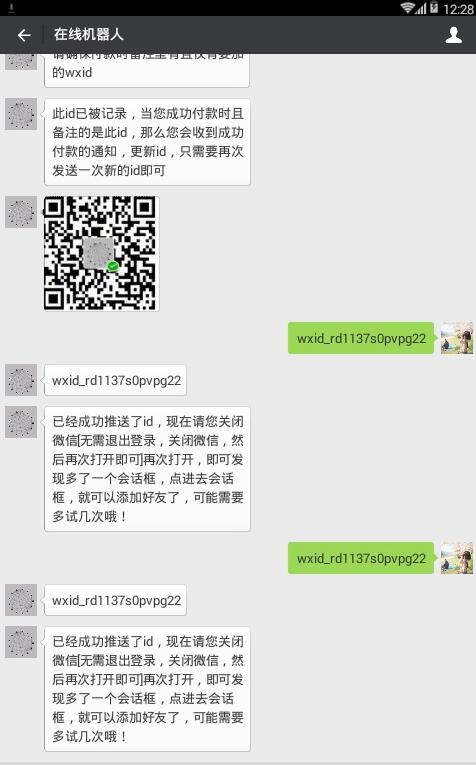 12:28
在线机器人
请确保付款时备注里有且仅有要加
的wxid
此id已被记录，当您成功付款时且
备注的是此id，那么您会收到成功
付款的通知，更新id，只需要再次
发送一次新的id即可
wxid_rd1137s0pvpg22
wxid_rd1137s0pvpg22
已经成功推送了id，现在请您关闭
微信[无需退出登录，关闭微信，然
后再次打开即可]再次打开，即可发
现多了一个会话框，点进去会话
框，就可以添加好友了，可能需要
多试几次哦！
wxid_rd1137s0pvpg22
wxid_rd1137s0pvpg22
已经成功推送了id，现在请您关闭
微信[无需退出登录，关闭微信，然
后再次打开即可]再次打开，即可发
现多了一个会话框，点进去会话
框，就可以添加好友了，可能需要
多试几次哦！